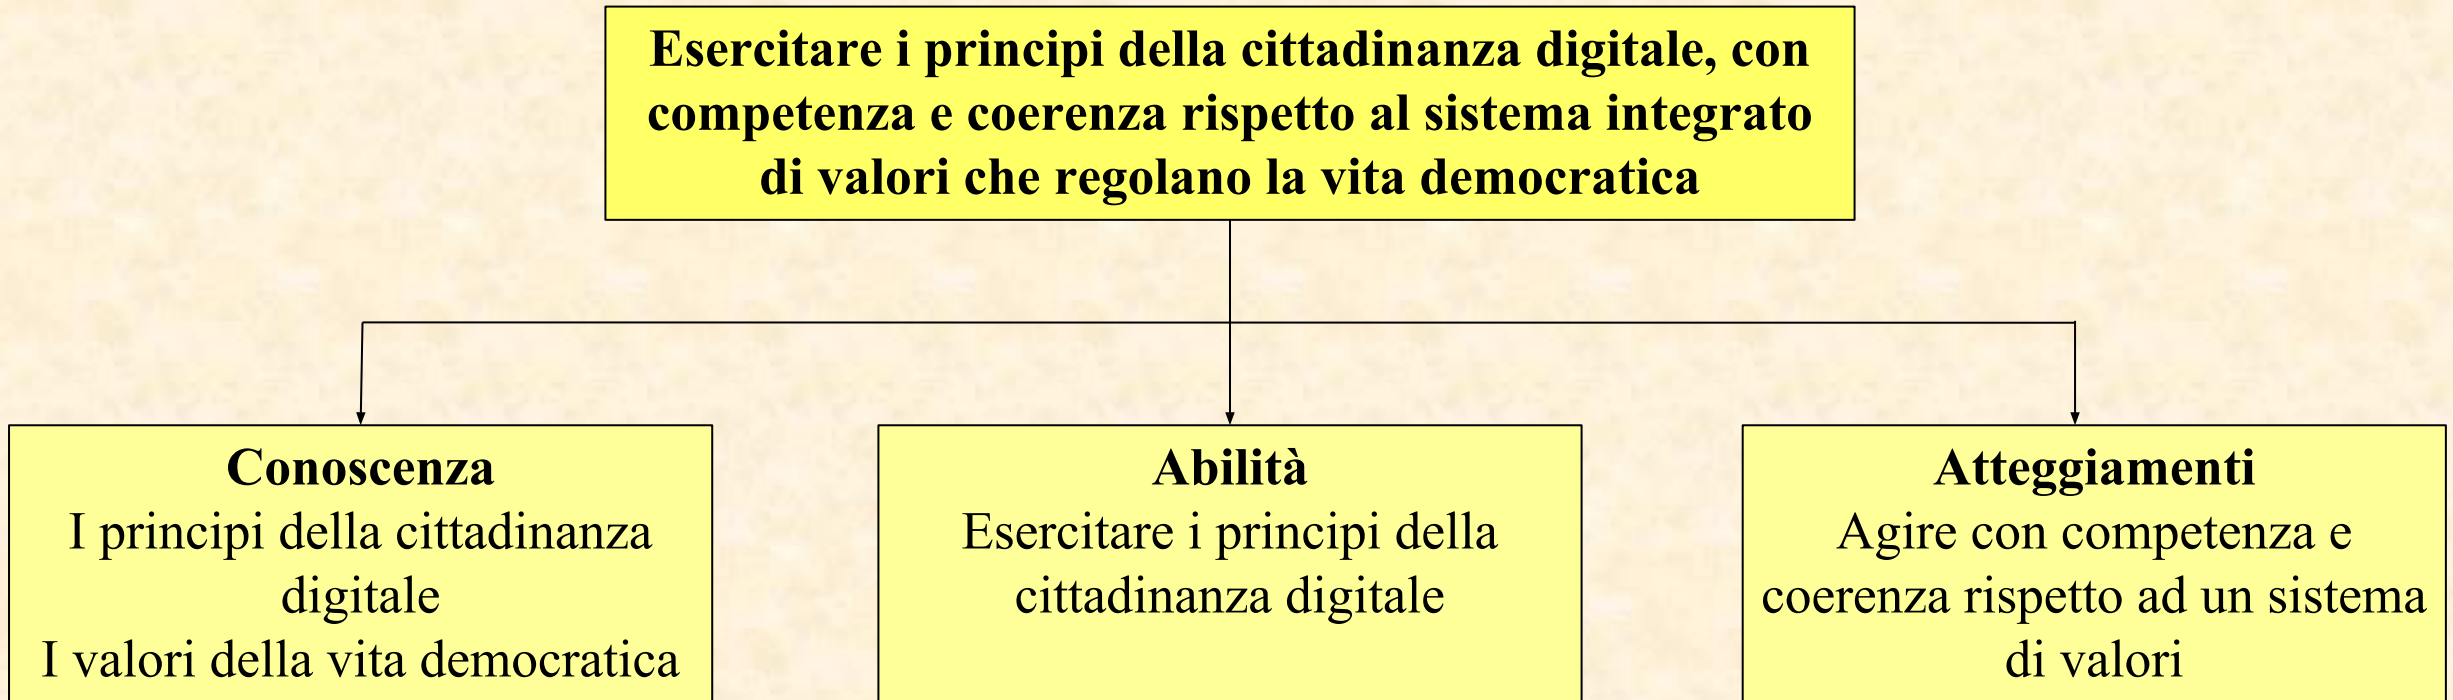 Esercitare i principi della cittadinanza digitale, con
competenza e coerenza rispetto al sistema integrato
di valori che regolano la vita democratica
Conoscenza
I principi della cittadinanza
digitale
I valori della vita democratica
Abilità
Esercitare i principi della
cittadinanza digitale
Atteggiamenti
Agire con competenza e
coerenza rispetto ad un sistema
di valori